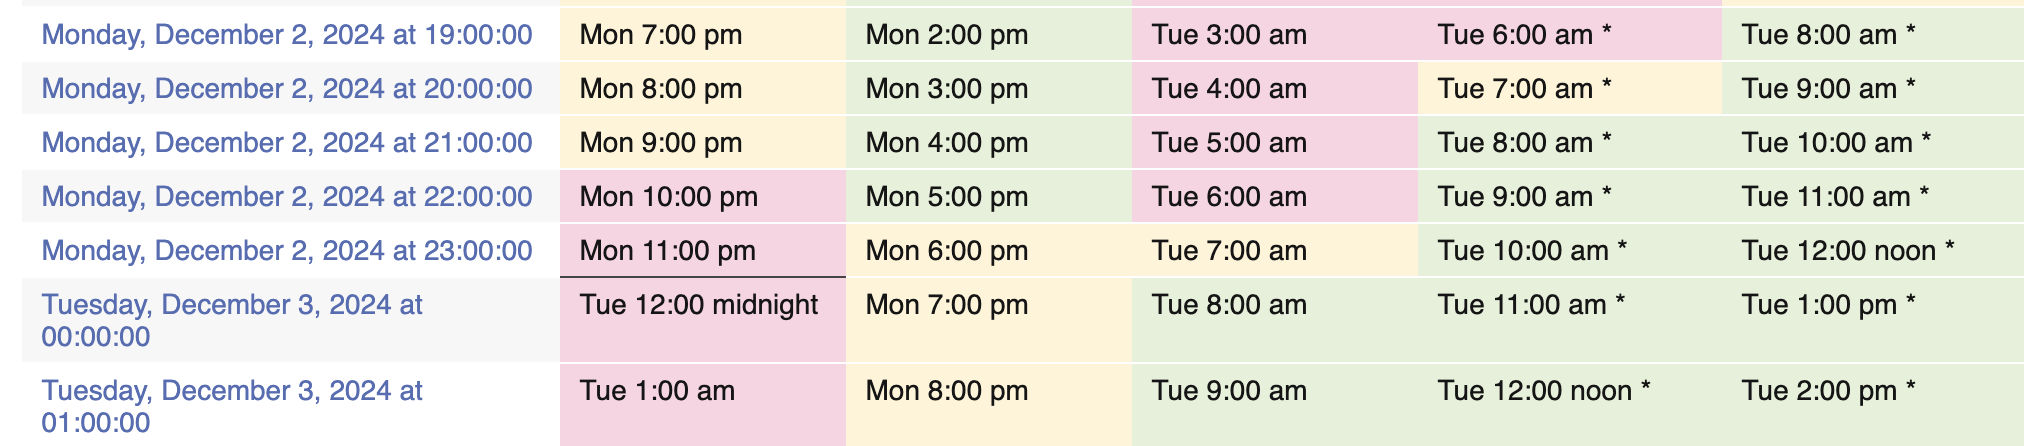 Monday, December 2, 2024 at 19:00:00 Mon 7:00 pm Mon 2:00 pm Tue 3:00 am Tue 6:00 am * Tue 8:00 am *
Monday, December 2, 2024 at 20:00:00 Mon 8:00 pm Mon 3:00 pm Tue 4:00 am Tue 7:00 am * Tue 9:00 am *
Monday, December 2, 2024 at 21:00:00 Mon 9:00 pm Mon 4:00 pm Tue 5:00 am Tue 8:00 am * Tue 10:00 am *
Monday, December 2, 2024 at 22:00:00 Mon 10:00 pm Mon 5:00 pm Tue 6:00 am Tue 9:00 am * Tue 11:00 am *
Monday, December 2, 2024 at 23:00:00 Mon 11:00 pm Mon 6:00 pm Tue 7:00 am Tue 10:00 am * Tue 12:00 noon *
Tuesday, December 3, 2024 at Tue 12:00 midnight Mon 7:00 pm Tue 8:00 am Tue 11:00 am * Tue 1:00 pm *
00:00:00
Tuesday, December 3, 2024 at Tue 1:00 am Mon 8:00 pm Tue 9:00 am Tue 12:00 noon * Tue 2:00 pm *
01:00:00